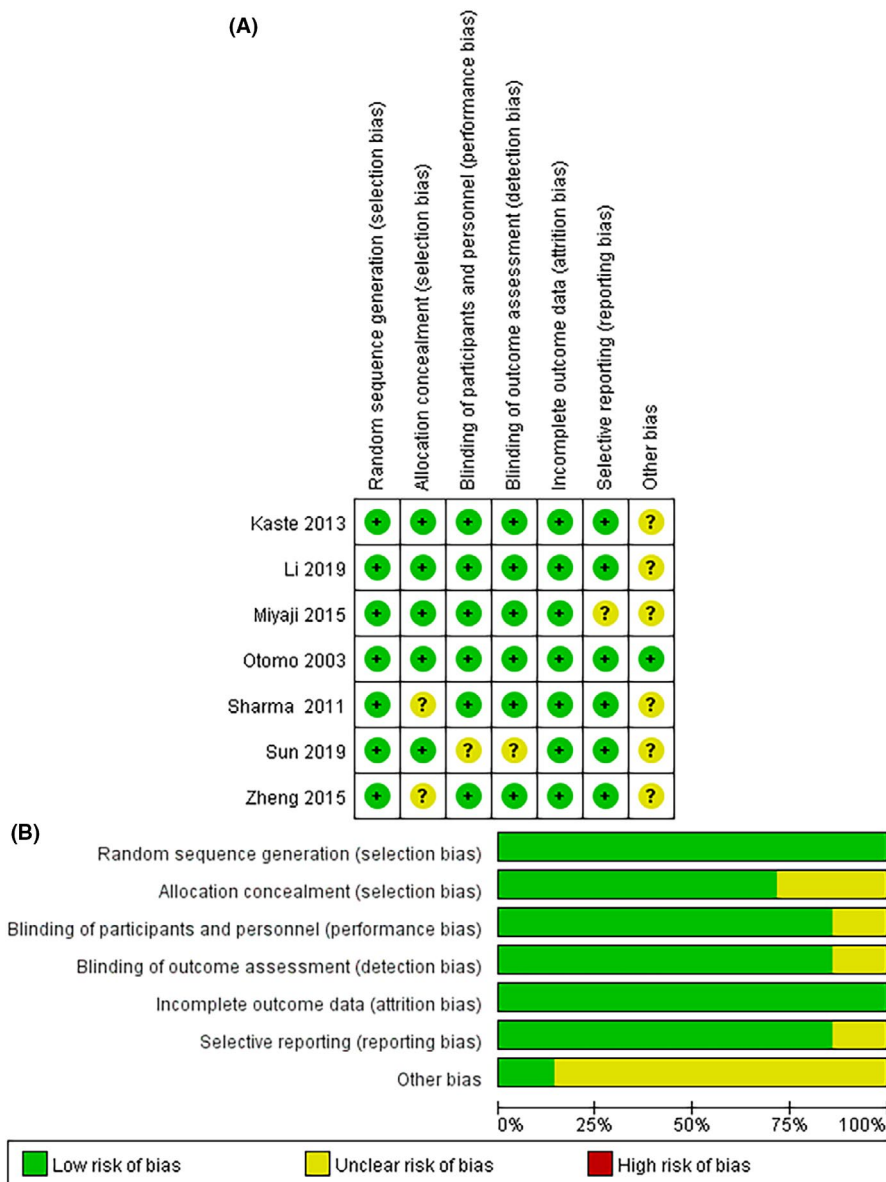 (A)
Random sequence generation (selection bias)
Allocation concealment (selection bias)
Blinding of participants and personnel (performance bias)
Blinding of outcome assessment (detection bias)
Incomplete outcome data (attrition bias)
Selective reporting (reporting bias)
Other bias
Kaste 2013 + + + + + + ?
Li 2019 + + + + + + ?
Miyaji 2015 + + + + + ? ?
Otomo 2003 + + + + + + +
Sharma 2011 + ? + + + + ?
Sun 2019 + + ? ? + + ?
Zheng 2015 + ? + + + + ?
(B)
Random sequence generation (selection bias)
Allocation concealment (selection bias)
Blinding of participants and personnel (performance bias)
Blinding of outcome assessment (detection bias)
Incomplete outcome data (attrition bias)
Selective reporting (reporting bias)
Other bias
0% 25% 50% 75% 100%
Low risk of bias Unclear risk of bias High risk of bias